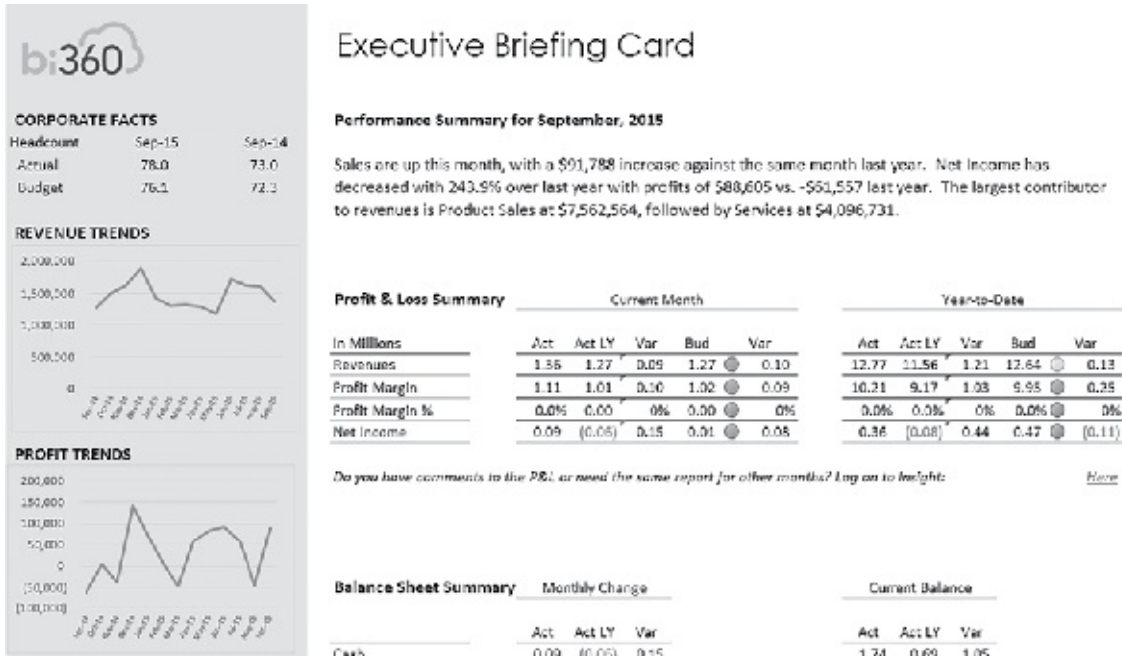 bi360
CORPORATE FACTS
Headcount Sep-15 Sep-14
Actual 78.0 73.0
Budget 76.1 72.3
REVENUE TRENDS
2,000,000
1,500,000
1,000,000
500,000
0
PROFIT TRENDS
200,000
150,000
100,000
50,000
0
(50,000)
(100,000)
Executive Briefing Card
Performance Summary for September, 2015
Sales are up this month, with a $91,788 increase against the same month last year. Net Income has
decreased with 243.9% over last year with profits of $88,605 vs. -$61,557 last year. The largest contributor
to revenues is Product Sales at $7,562,564, followed by Services at $4,096,731.
Profit & Loss Summary Current Month Year-to-Date
In Millions Act Act LY Var Bud Var Act Act LY Var Bud Var
Revenues 1.36 1.27 0.09 1.27 0.10 12.77 11.56 1.21 12.64 0.13
Profit Margin 1.11 1.01 0.10 1.02 0.09 10.21 9.17 1.03 9.95 0.25
Profit Margin % 0.0% 0.00 0% 0.00 0% 0.0% 0.0% 0% 0.0% 0%
Net Income 0.09 (0.06) 0.15 0.01 0.08 0.36 (0.08) 0.44 0.47 (0.11)
Do you have comments to the P&L or need the same report for other months? Log on to Insight: Here
Balance Sheet Summary Monthly Change Current Balance
Act Act LY Var Act Act LY Var
Cash 0.09 (0.06) 0.15 1.74 0.69 1.05